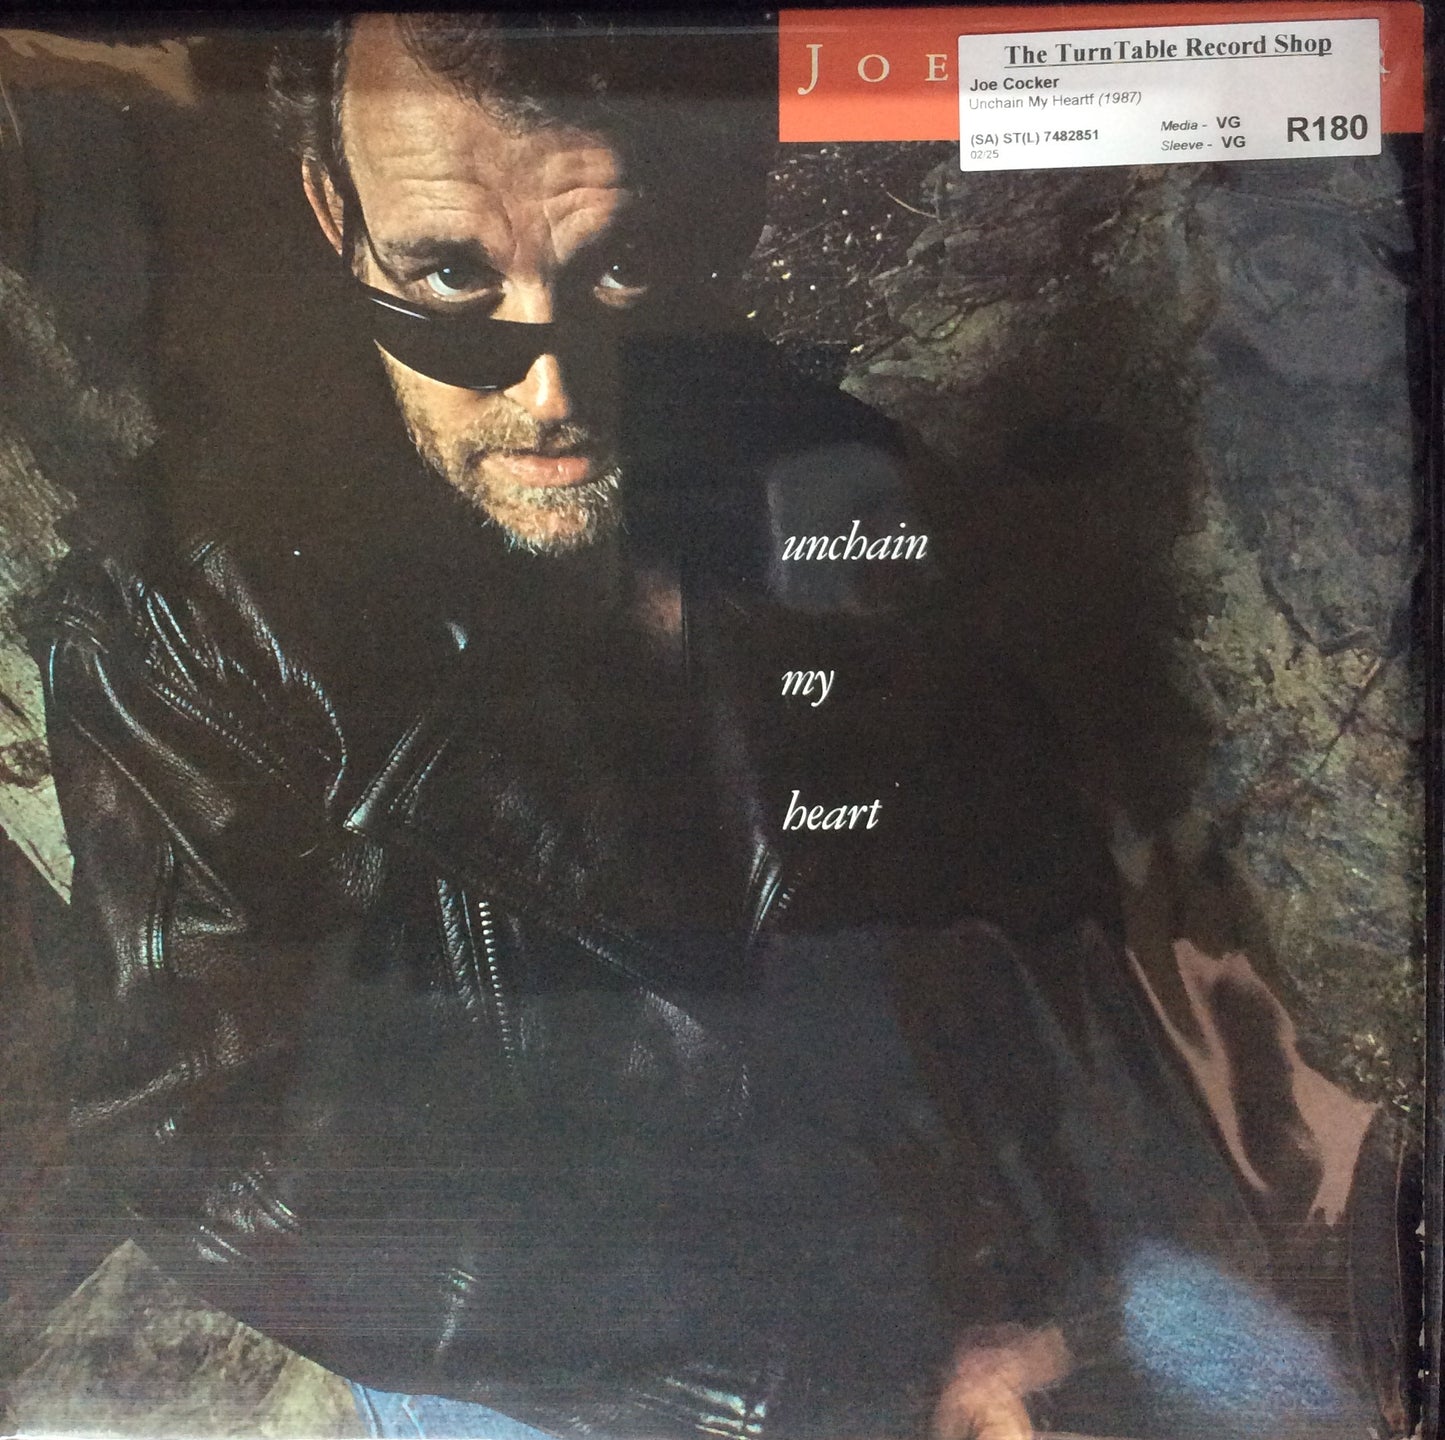 JOE R
The TurnTable Record Shop
Joe Cocker
Unchain My Heartf (1987)
(SA) ST(L) 7482851
02/25
Media - VG
Sleeve - VG
R180
unchain
my
heart